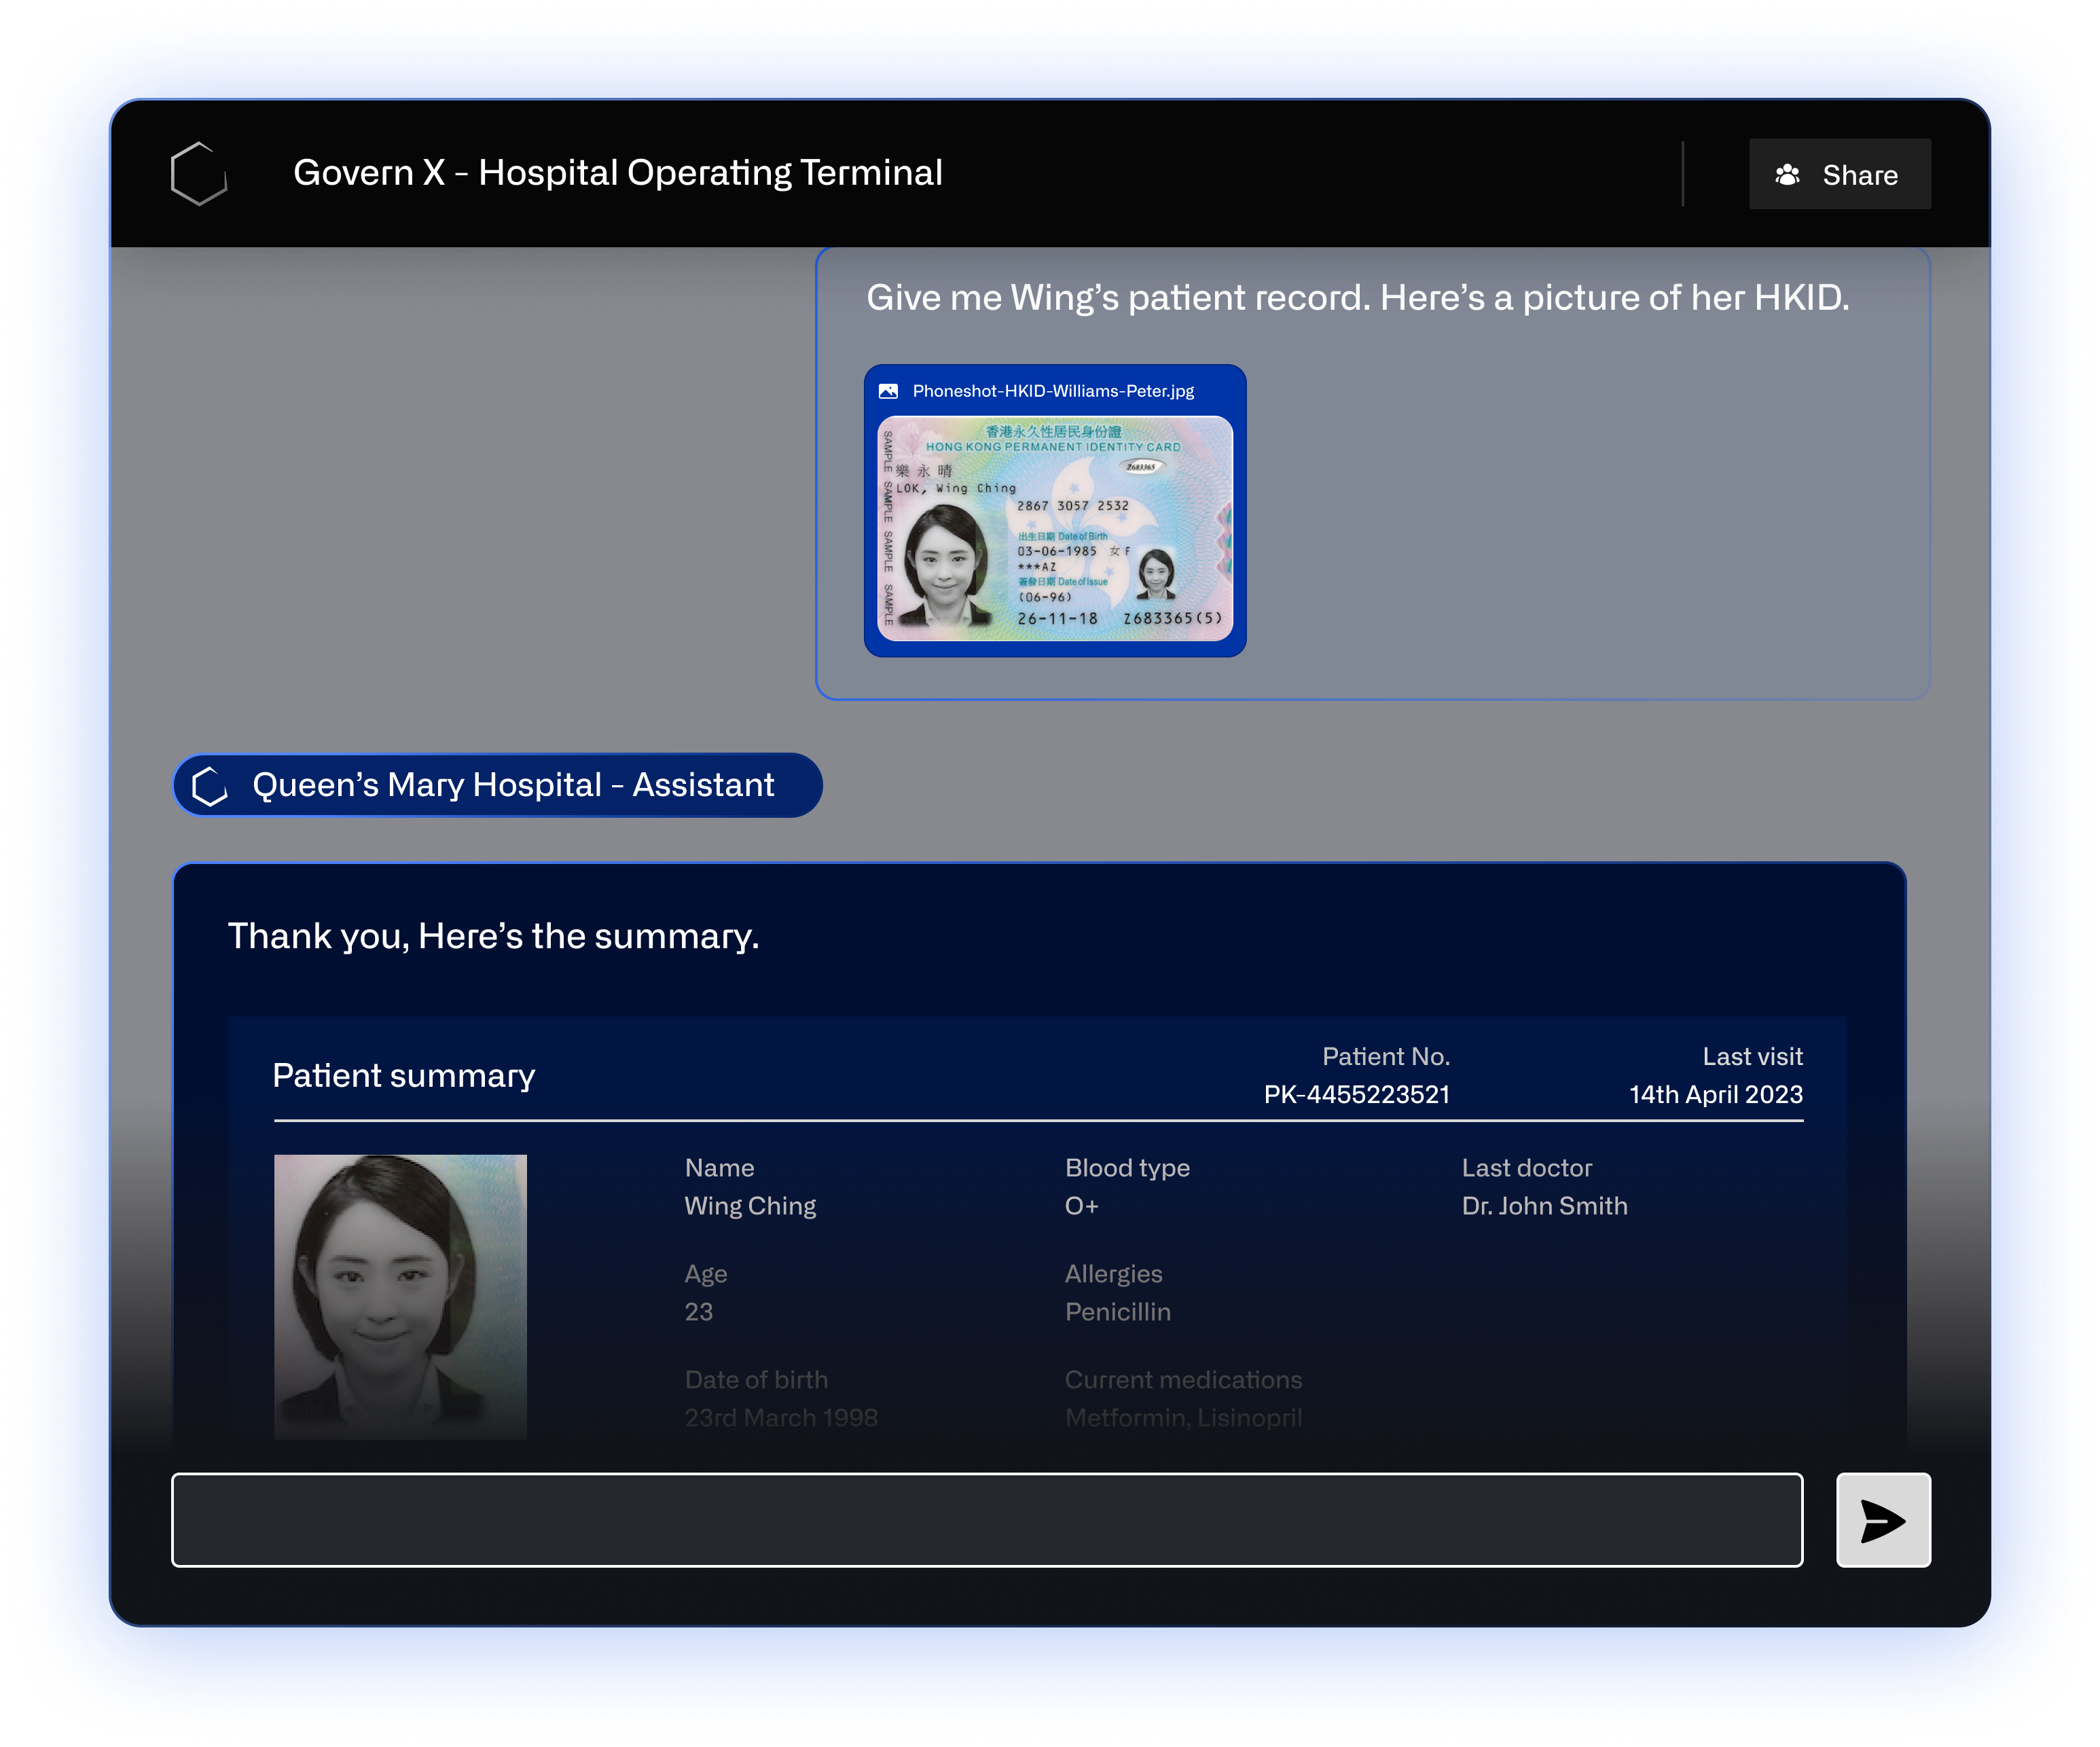 Govern X - Hospital Operating Terminal
Share
Give me Wing's patient record. Here's a picture of her HKID.
Phoneshot-HKID-Williams-Peter.jpg
香港永久性居民身份證
HONG KONG PERMANENT IDENTITY CARD
SAMPLE SAMPLE SAMPLE SAMPLE
Z683365
樂永晴
LOK, Wing Ching
2867 3057 2532
出生日期 Date of Birth
03-06-1985 女 F
***AZ
簽發日期 Date of Issue
(06-96)
26-11-18 Z683365(5)
Queen's Mary Hospital - Assistant
Thank you, Here's the summary.
Patient summary
Patient No.
PK-4455223521
Last visit
14th April 2023
Name
Wing Ching
Blood type
O+
Last doctor
Dr. John Smith
Age
23
Allergies
Penicillin
Date of birth
23rd March 1998
Current medications
Metformin, Lisinopril